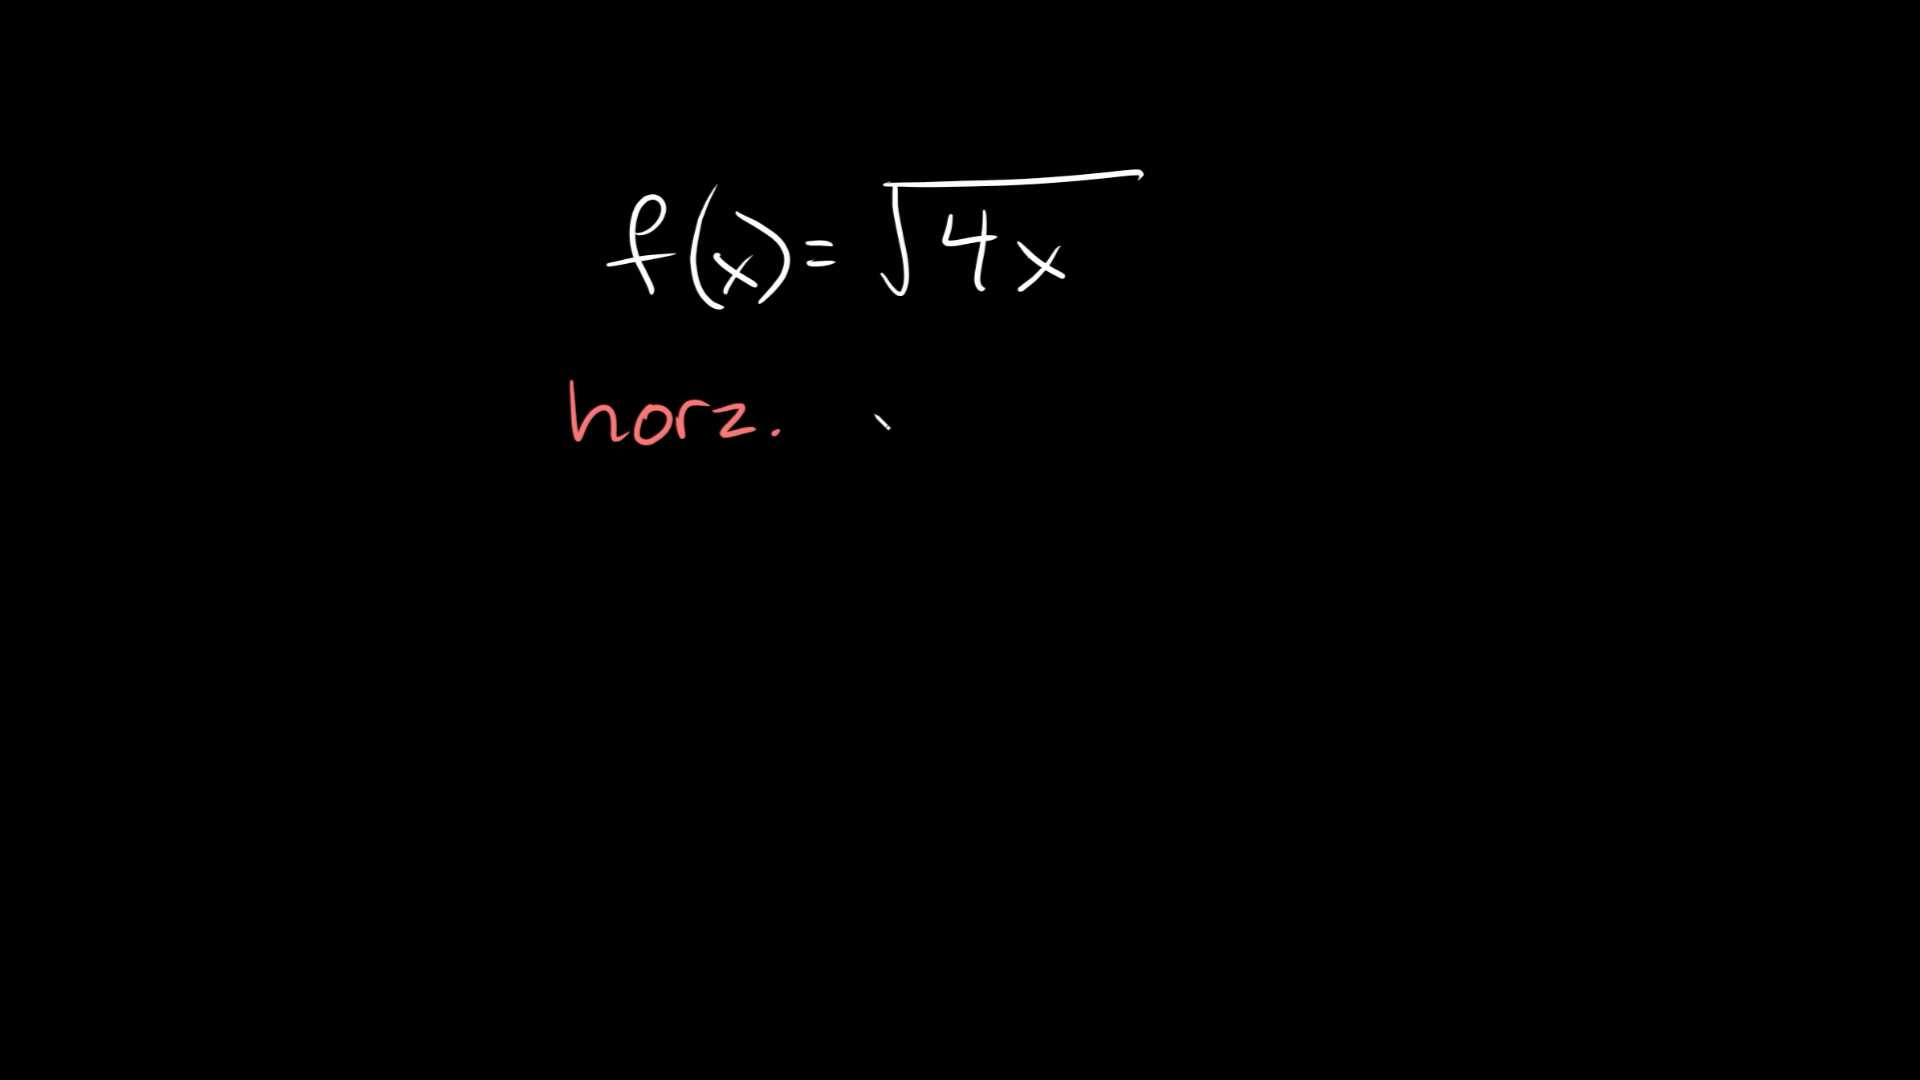 f(x) = √4x
horz.